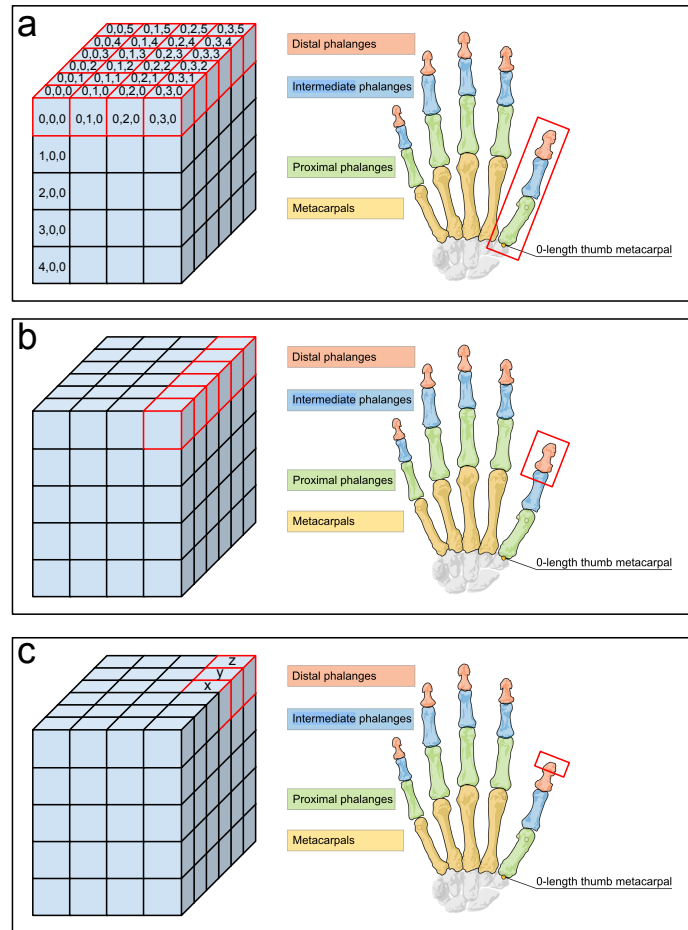 a
0,0,5 0,1,5 0,2,5 0,3,5
0,0,4 0,1,4 0,2,4 0,3,4
0,0,3 0,1,3 0,2,3 0,3,3
0,0,2 0,1,2 0,2,2 0,3,2
0,0,1 0,1,1 0,2,1 0,3,1
0,0,0 0,1,0 0,2,0 0,3,0
0,0,0 0,1,0 0,2,0 0,3,0
1,0,0
2,0,0
3,0,0
4,0,0
Distal phalanges
Intermediate phalanges
Proximal phalanges
Metacarpals
0-length thumb metacarpal
b
Distal phalanges
Intermediate phalanges
Proximal phalanges
Metacarpals
0-length thumb metacarpal
c
z
y
x
Distal phalanges
Intermediate phalanges
Proximal phalanges
Metacarpals
0-length thumb metacarpal